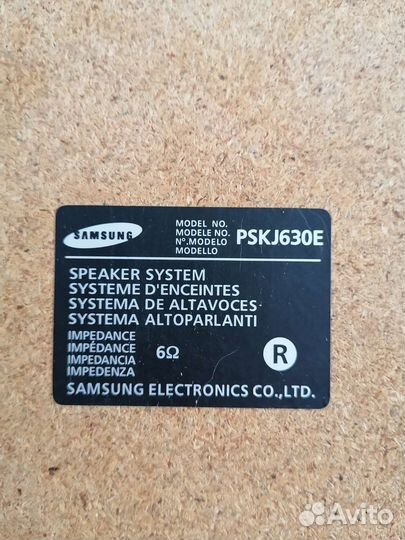 SAMSUNG
MODEL NO.
MODELE NO.
N°.MODELO
MODELLO
PSKJ630E
SPEAKER SYSTEM
SYSTEME D'ENCEINTES
SYSTEMA DE ALTAVOCES
SYSTEMA ALTOPARLANTI
IMPEDANCE
IMPÉDANCE
IMPEDANCIA
IMPEDENZA
6Ω
R
SAMSUNG ELECTRONICS CO.,LTD.
Avito